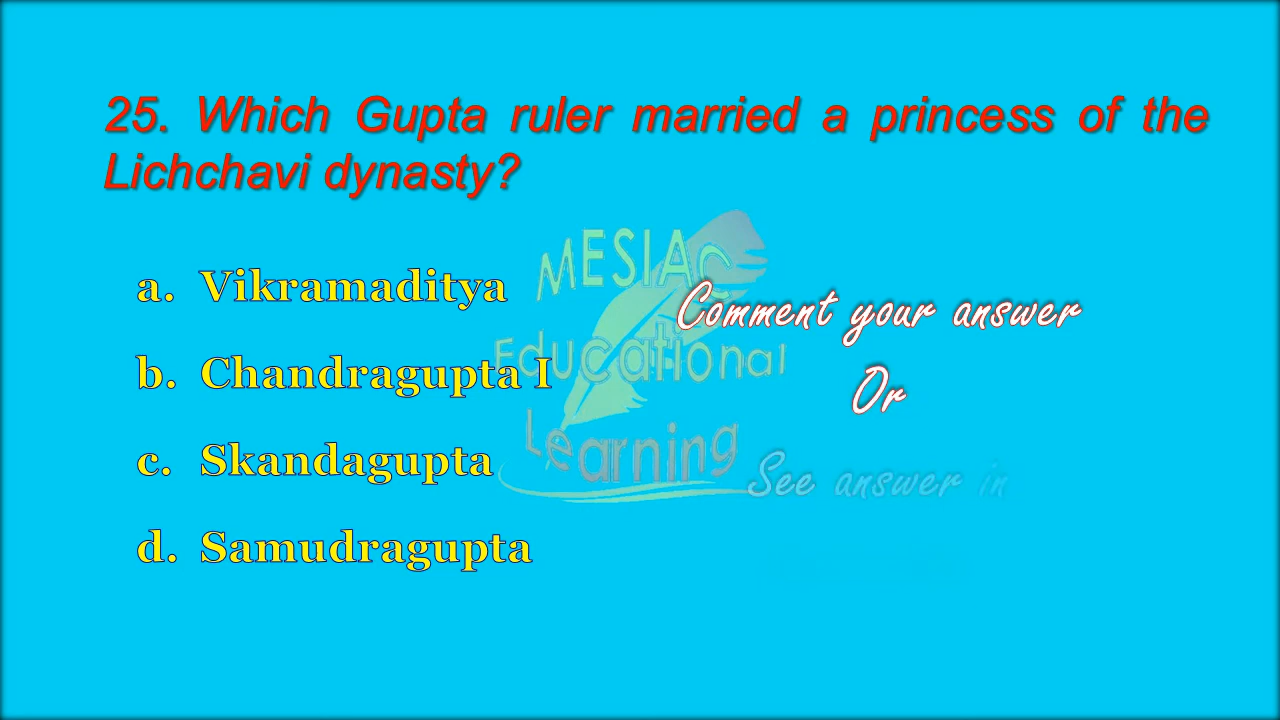 25. Which Gupta ruler married a princess of the
Lichchavi dynasty?
a. Vikramaditya
b. Chandragupta I
c. Skandagupta
d. Samudragupta
MESIAC
Educational
Learning
Comment your answer
Or
See answer in